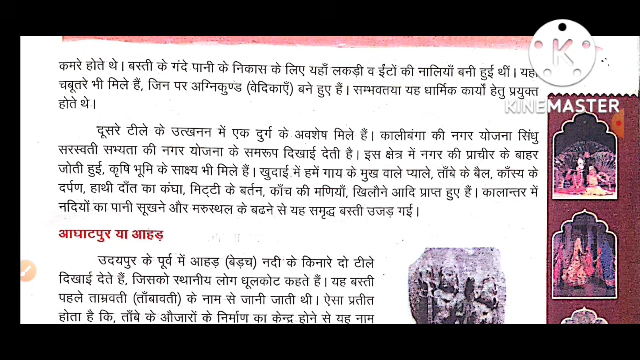 कमरे होते थे। बस्ती के गंदे पानी के निकास के लिए यहाँ लकड़ी व ईंटों की नालियाँ बनी हुई थीं। यहाँ
चबूतरे भी मिले हैं, जिन पर अग्निकुण्ड (वेदिकाएँ) बने हुए हैं। सम्भवतया यह धार्मिक कार्यो हेतु प्रयुक्त
होते थे।
KINEMASTER
दूसरे टीले के उत्खनन में एक दुर्ग के अवशेष मिले हैं। कालीबंगा की नगर योजना सिंधु
सरस्वती सभ्यता की नगर योजना के समरूप दिखाई देती है। इस क्षेत्र में नगर की प्राचीर के बाहर
जोती हुई, कृषि भूमि के साक्ष्य भी मिले हैं। खुदाई में हमें गाय के मुख वाले प्याले, ताँबे के बैल, काँस्य के
दर्पण, हाथी दाँत का कंघा, मिट्टी के बर्तन, काँच की मणियाँ, खिलौने आदि प्राप्त हुए हैं। कालान्तर में
नदियों का पानी सूखने और मरुस्थल के बढने से यह समृद्ध बस्ती उजड़ गई।
आघाटपुर या आहड़
उदयपुर के पूर्व में आहड़ (बेड़च) नदी के किनारे दो टीले
दिखाई देते हैं, जिसको स्थानीय लोग धूलकोट कहते हैं। यह बस्ती
पहले ताम्रवती (ताँबावती) के नाम से जानी जाती थी। ऐसा प्रतीत
होता है कि, ताँबे के औजारों के निर्माण का केन्द्र होने से यह नाम